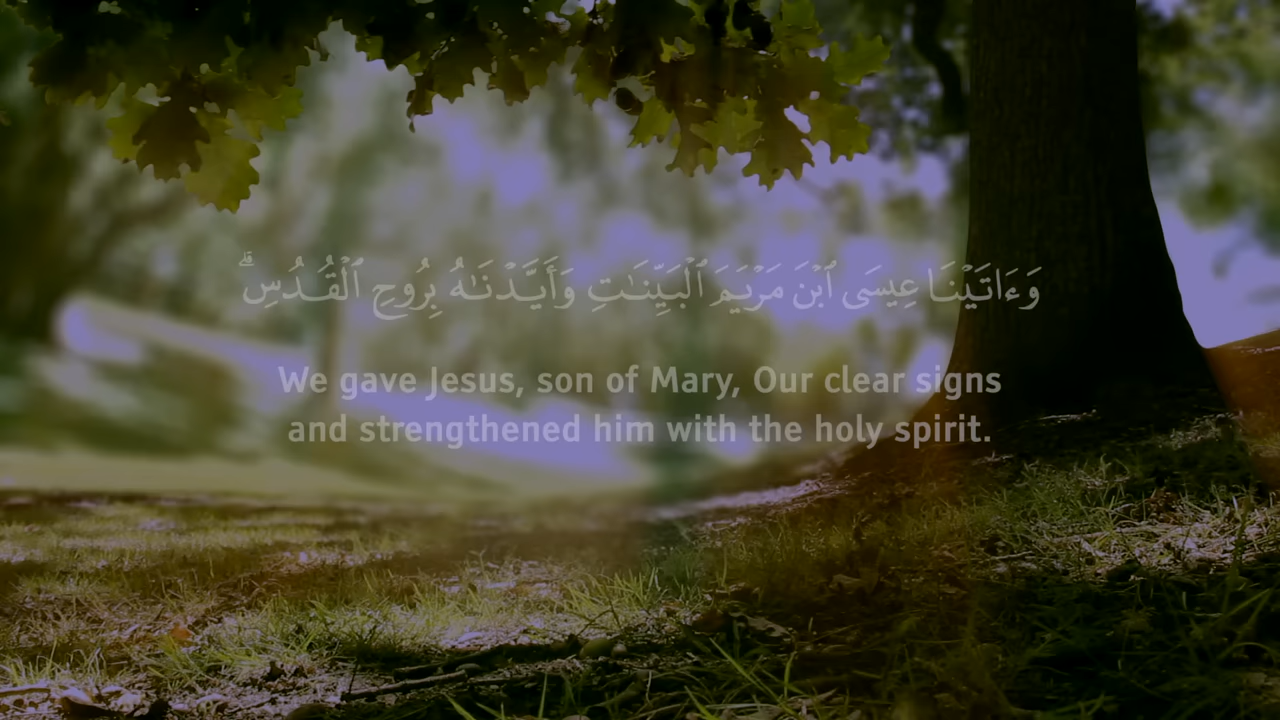 وَءَاتَيْنَا عِيسَى ٱبْنَ مَرْيَمَ ٱلْبَيِّنَـٰتِ وَأَيَّدْنَـٰهُ بِرُوحِ ٱلْقُدُسِ ۗ
We gave Jesus, son of Mary, Our clear signs
and strengthened him with the holy spirit.